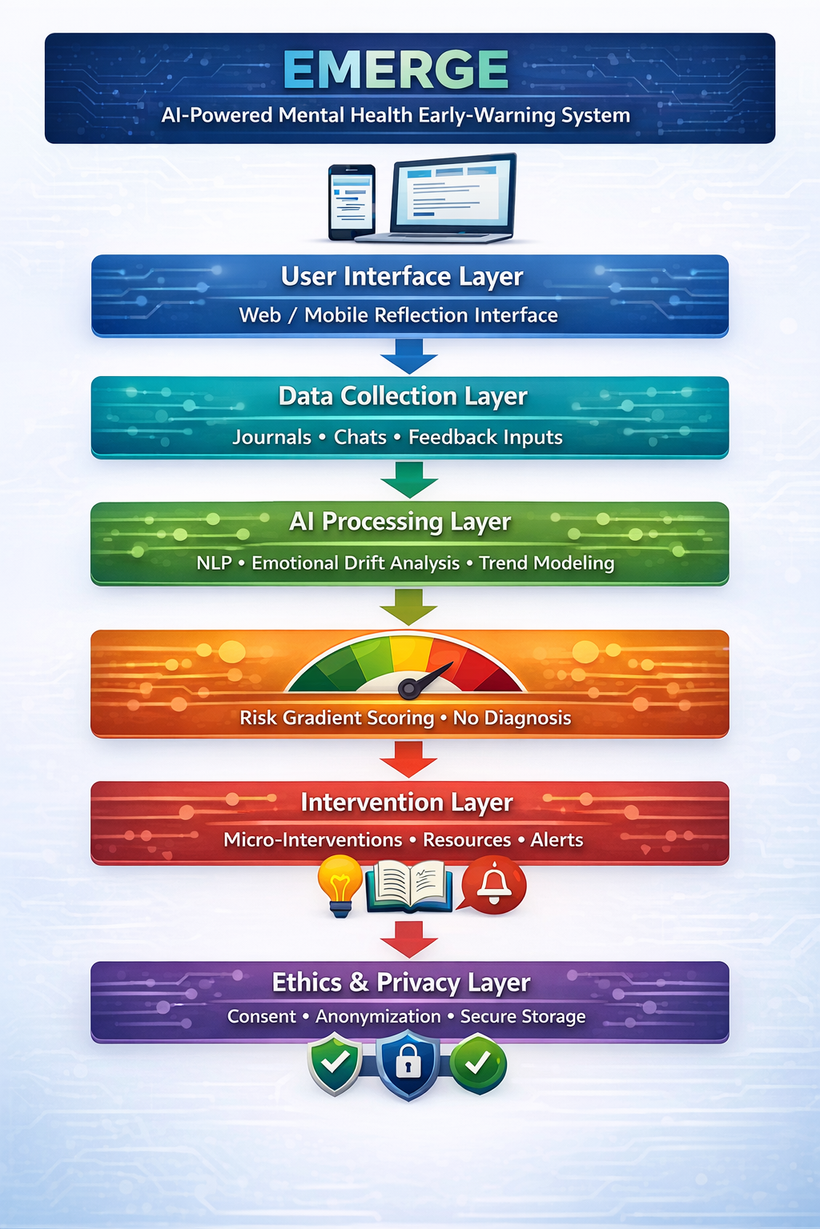 EMERGE
AI-Powered Mental Health Early-Warning System
User Interface Layer
Web / Mobile Reflection Interface
Data Collection Layer
Journals • Chats • Feedback Inputs
AI Processing Layer
NLP • Emotional Drift Analysis • Trend Modeling
Risk Gradient Scoring • No Diagnosis
Intervention Layer
Micro-Interventions • Resources • Alerts
Ethics & Privacy Layer
Consent • Anonymization • Secure Storage